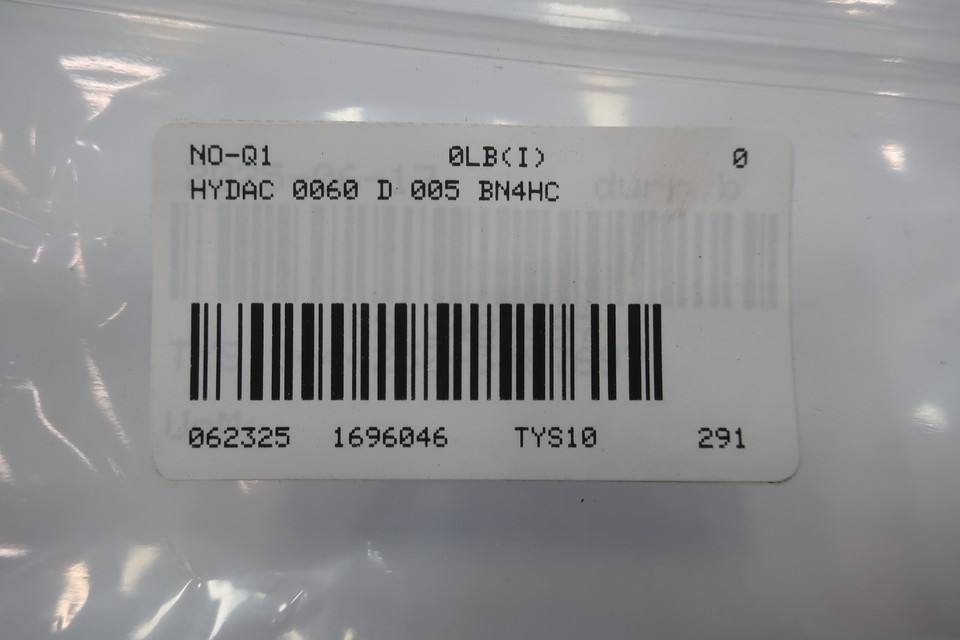 NO-Q1 0LB(I) 0
HYDAC 0060 D 005 BN4HC
062325 1696046 TYS10 291